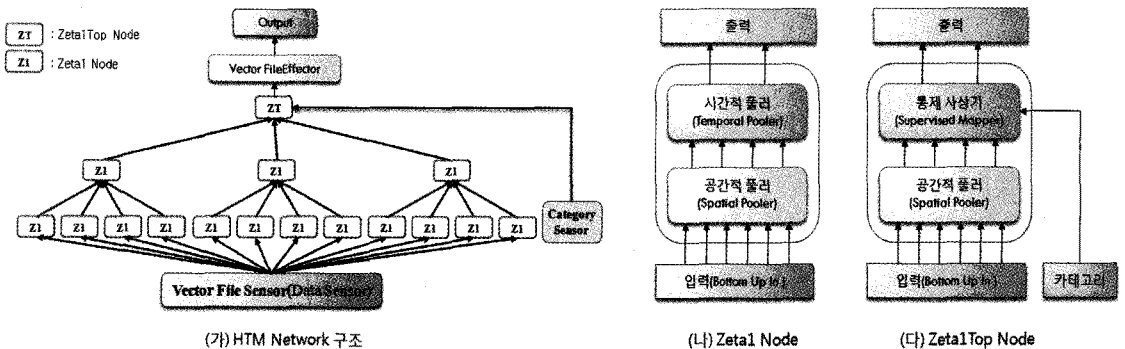 ZT : Zeta1Top Node
Z1 : Zeta1 Node
Output
Vector FileEffector
ZT
Z1 Z1 Z1
Z1 Z1 Z1 Z1 Z1 Z1 Z1 Z1 Z1 Z1 Z1 Z1
Category
Sensor
Vector File Sensor(DataSensor)
(가) HTM Network 구조
출력
시간적 풀러
(Temporal Pooler)
공간적 풀러
(Spatial Pooler)
입력(Bottom Up In )
(나) Zeta1 Node
출력
통제 사상기
(Supervised Mapper)
공간적 풀러
(Spatial Pooler)
입력(Bottom Up In )
카테고리
(다) Zeta1Top Node